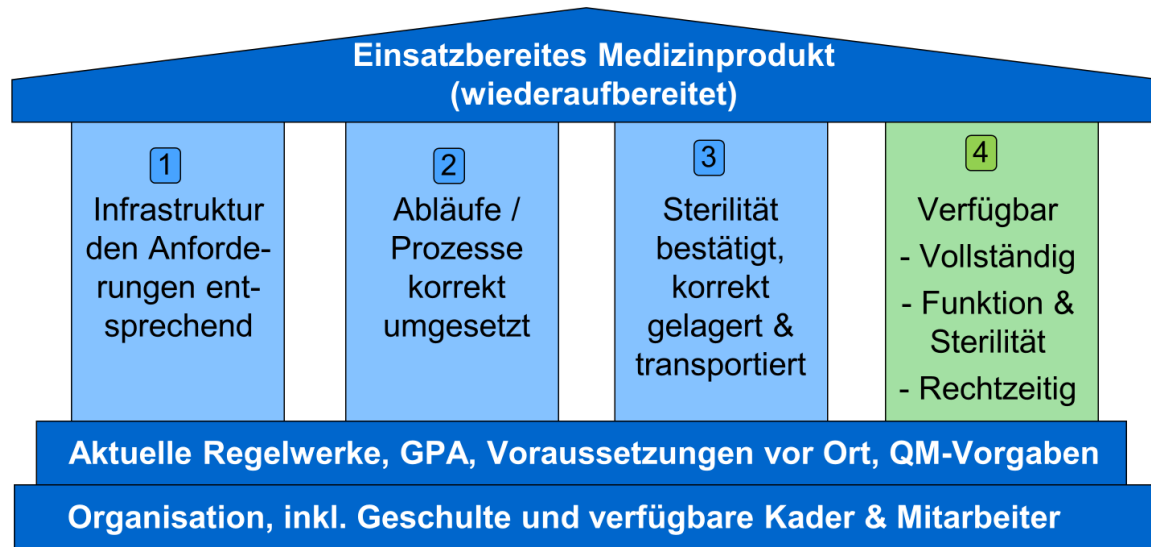 Einsatzbereites Medizinprodukt
(wiederaufbereitet)
1
Infrastruktur
den Anforde-
rungen ent-
sprechend
2
Abläufe /
Prozesse
korrekt
umgesetzt
3
Sterilität
bestätigt,
korrekt
gelagert &
transportiert
4
Verfügbar
- Vollständig
- Funktion &
Sterilität
- Rechtzeitig
Aktuelle Regelwerke, GPA, Voraussetzungen vor Ort, QM-Vorgaben
Organisation, inkl. Geschulte und verfügbare Kader & Mitarbeiter